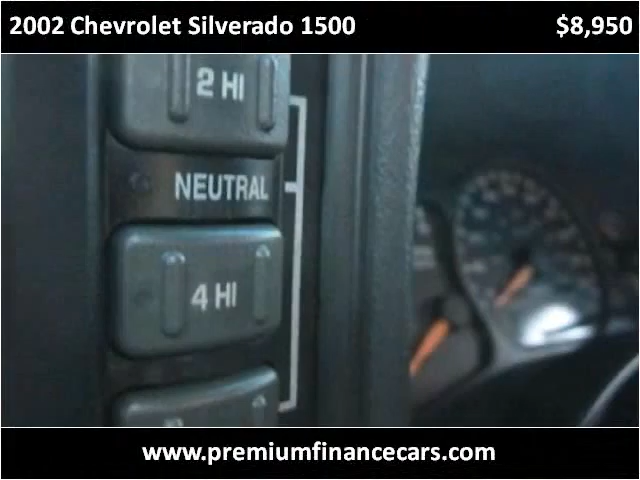 2002 Chevrolet Silverado 1500
$8,950
2 HI
NEUTRAL
4 HI
www.premiumfinancecars.com